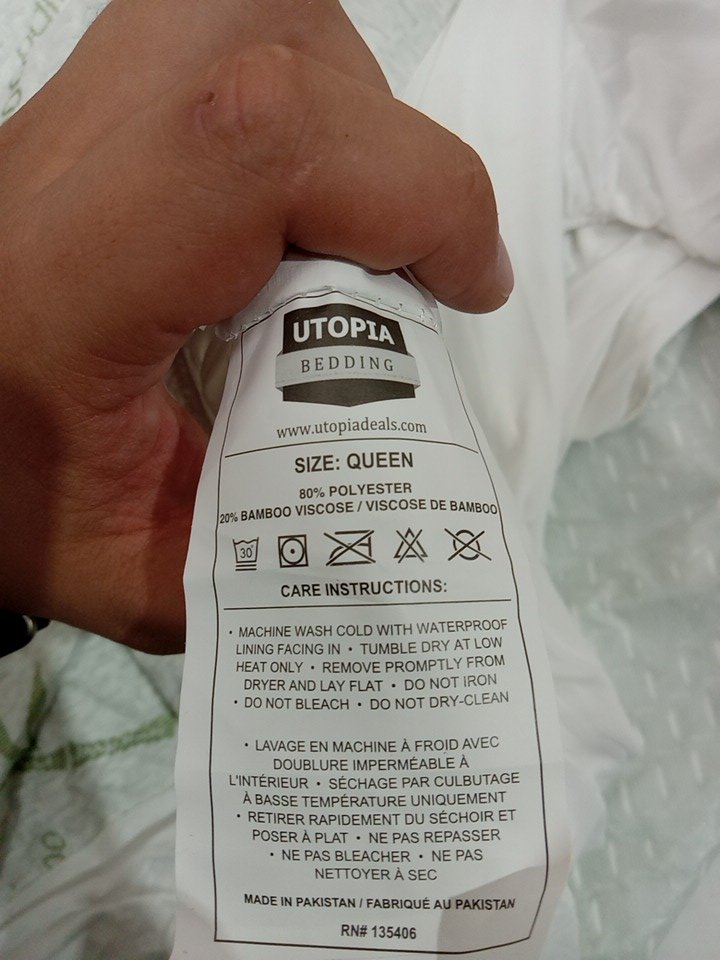 UTOPIA
BEDDING
www.utopiadeals.com
SIZE: QUEEN
80% POLYESTER
20% BAMBOO VISCOSE / VISCOSE DE BAMBOO
30°
CARE INSTRUCTIONS:
• MACHINE WASH COLD WITH WATERPROOF
LINING FACING IN • TUMBLE DRY AT LOW
HEAT ONLY • REMOVE PROMPTLY FROM
DRYER AND LAY FLAT • DO NOT IRON
• DO NOT BLEACH • DO NOT DRY-CLEAN
• LAVAGE EN MACHINE À FROID AVEC
DOUBLURE IMPERMÉABLE À
L'INTÉRIEUR • SÉCHAGE PAR CULBUTAGE
À BASSE TEMPÉRATURE UNIQUEMENT
• RETIRER RAPIDEMENT DU SÉCHOIR ET
POSER À PLAT • NE PAS REPASSER
• NE PAS BLEACHER • NE PAS
NETTOYER À SEC
MADE IN PAKISTAN / FABRIQUÉ AU PAKISTAN
RN# 135406